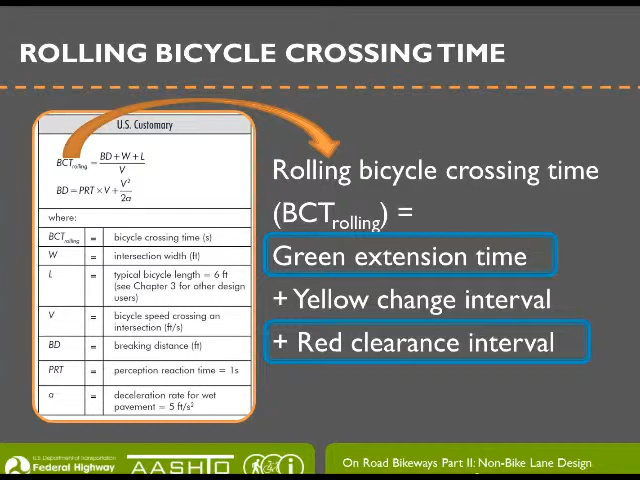 ROLLING BICYCLE CROSSING TIME
U.S. Customary
BCTrolling = BD + W + L / V
BD = PRT × V + V² / 2a
where:
BCTrolling = bicycle crossing time (s)
W = intersection width (ft)
L = typical bicycle length = 6 ft
(see Chapter 3 for other design
users)
V = bicycle speed crossing an
intersection (ft/s)
BD = breaking distance (ft)
PRT = perception reaction time = 1s
a = deceleration rate for wet
pavement = 5 ft/s²
Rolling bicycle crossing time
(BCTrolling) =
Green extension time
+ Yellow change interval
+ Red clearance interval
U.S. Department of Transportation
Federal Highway
AASHTO
On Road Bikeways Part II: Non-Bike Lane Design